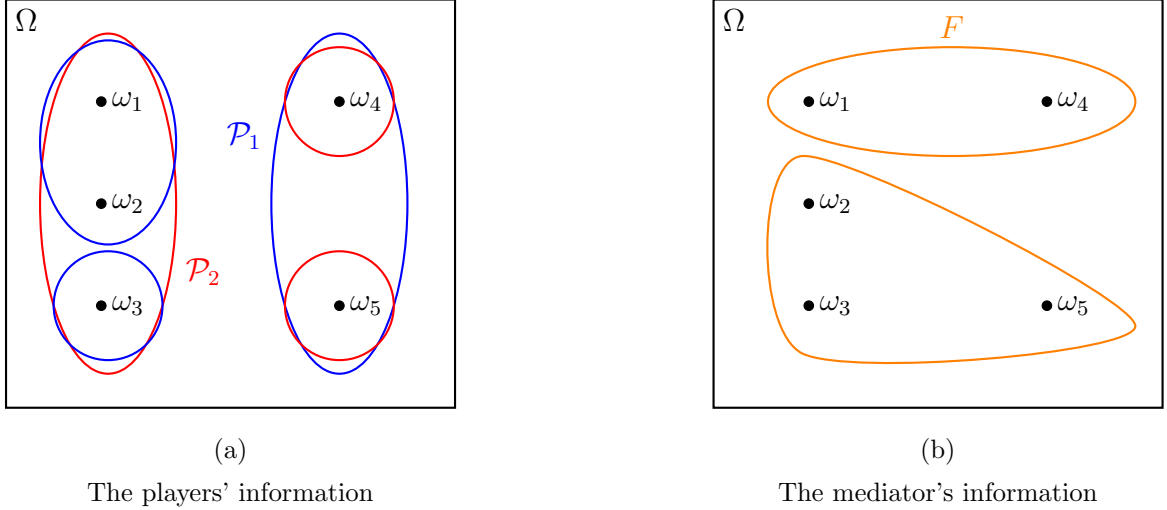 Ω
ω₁
ω₂
ω₃
ω₄
ω₅
𝒫₁
𝒫₂
(a)
The players' information
Ω
F
ω₁
ω₄
ω₂
ω₃
ω₅
(b)
The mediator's information